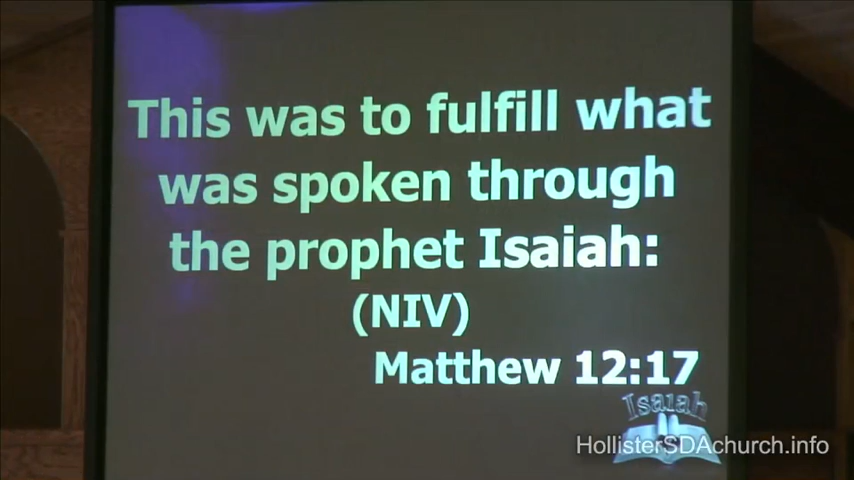 This was to fulfill what
was spoken through
the prophet Isaiah:
(NIV)
Matthew 12:17
Isaiah
HollisterSDAchurch.info